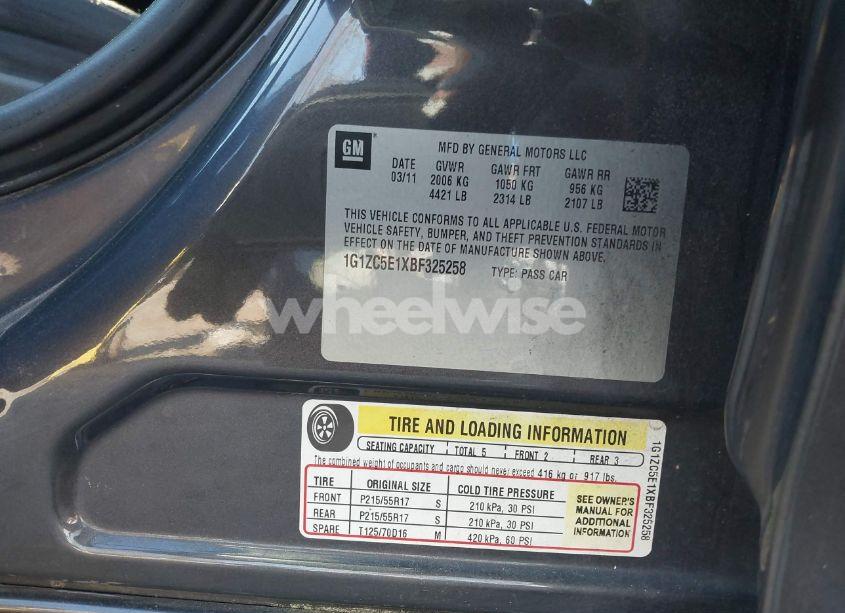 GM
MFD BY GENERAL MOTORS LLC
DATE GVWR GAWR FRT GAWR RR
03/11 2006 KG 1050 KG 956 KG
4421 LB 2314 LB 2107 LB
THIS VEHICLE CONFORMS TO ALL APPLICABLE U.S. FEDERAL MOTOR
VEHICLE SAFETY, BUMPER, AND THEFT PREVENTION STANDARDS IN
EFFECT ON THE DATE OF MANUFACTURE SHOWN ABOVE.
1G1ZC5E1XBF325258 TYPE: PASS CAR
wheelwise
TIRE AND LOADING INFORMATION
SEATING CAPACITY TOTAL 5 FRONT 2 REAR 3
The combined weight of occupants and cargo should never exceed 416 kg or 917 lbs.
TIRE ORIGINAL SIZE COLD TIRE PRESSURE
FRONT P215/55R17 S 210 kPa, 30 PSI
REAR P215/55R17 S 210 kPa, 30 PSI
SPARE T125/70D16 M 420 kPa, 60 PSI
SEE OWNER'S
MANUAL FOR
ADDITIONAL
INFORMATION
1G1ZC5E1XBF325258